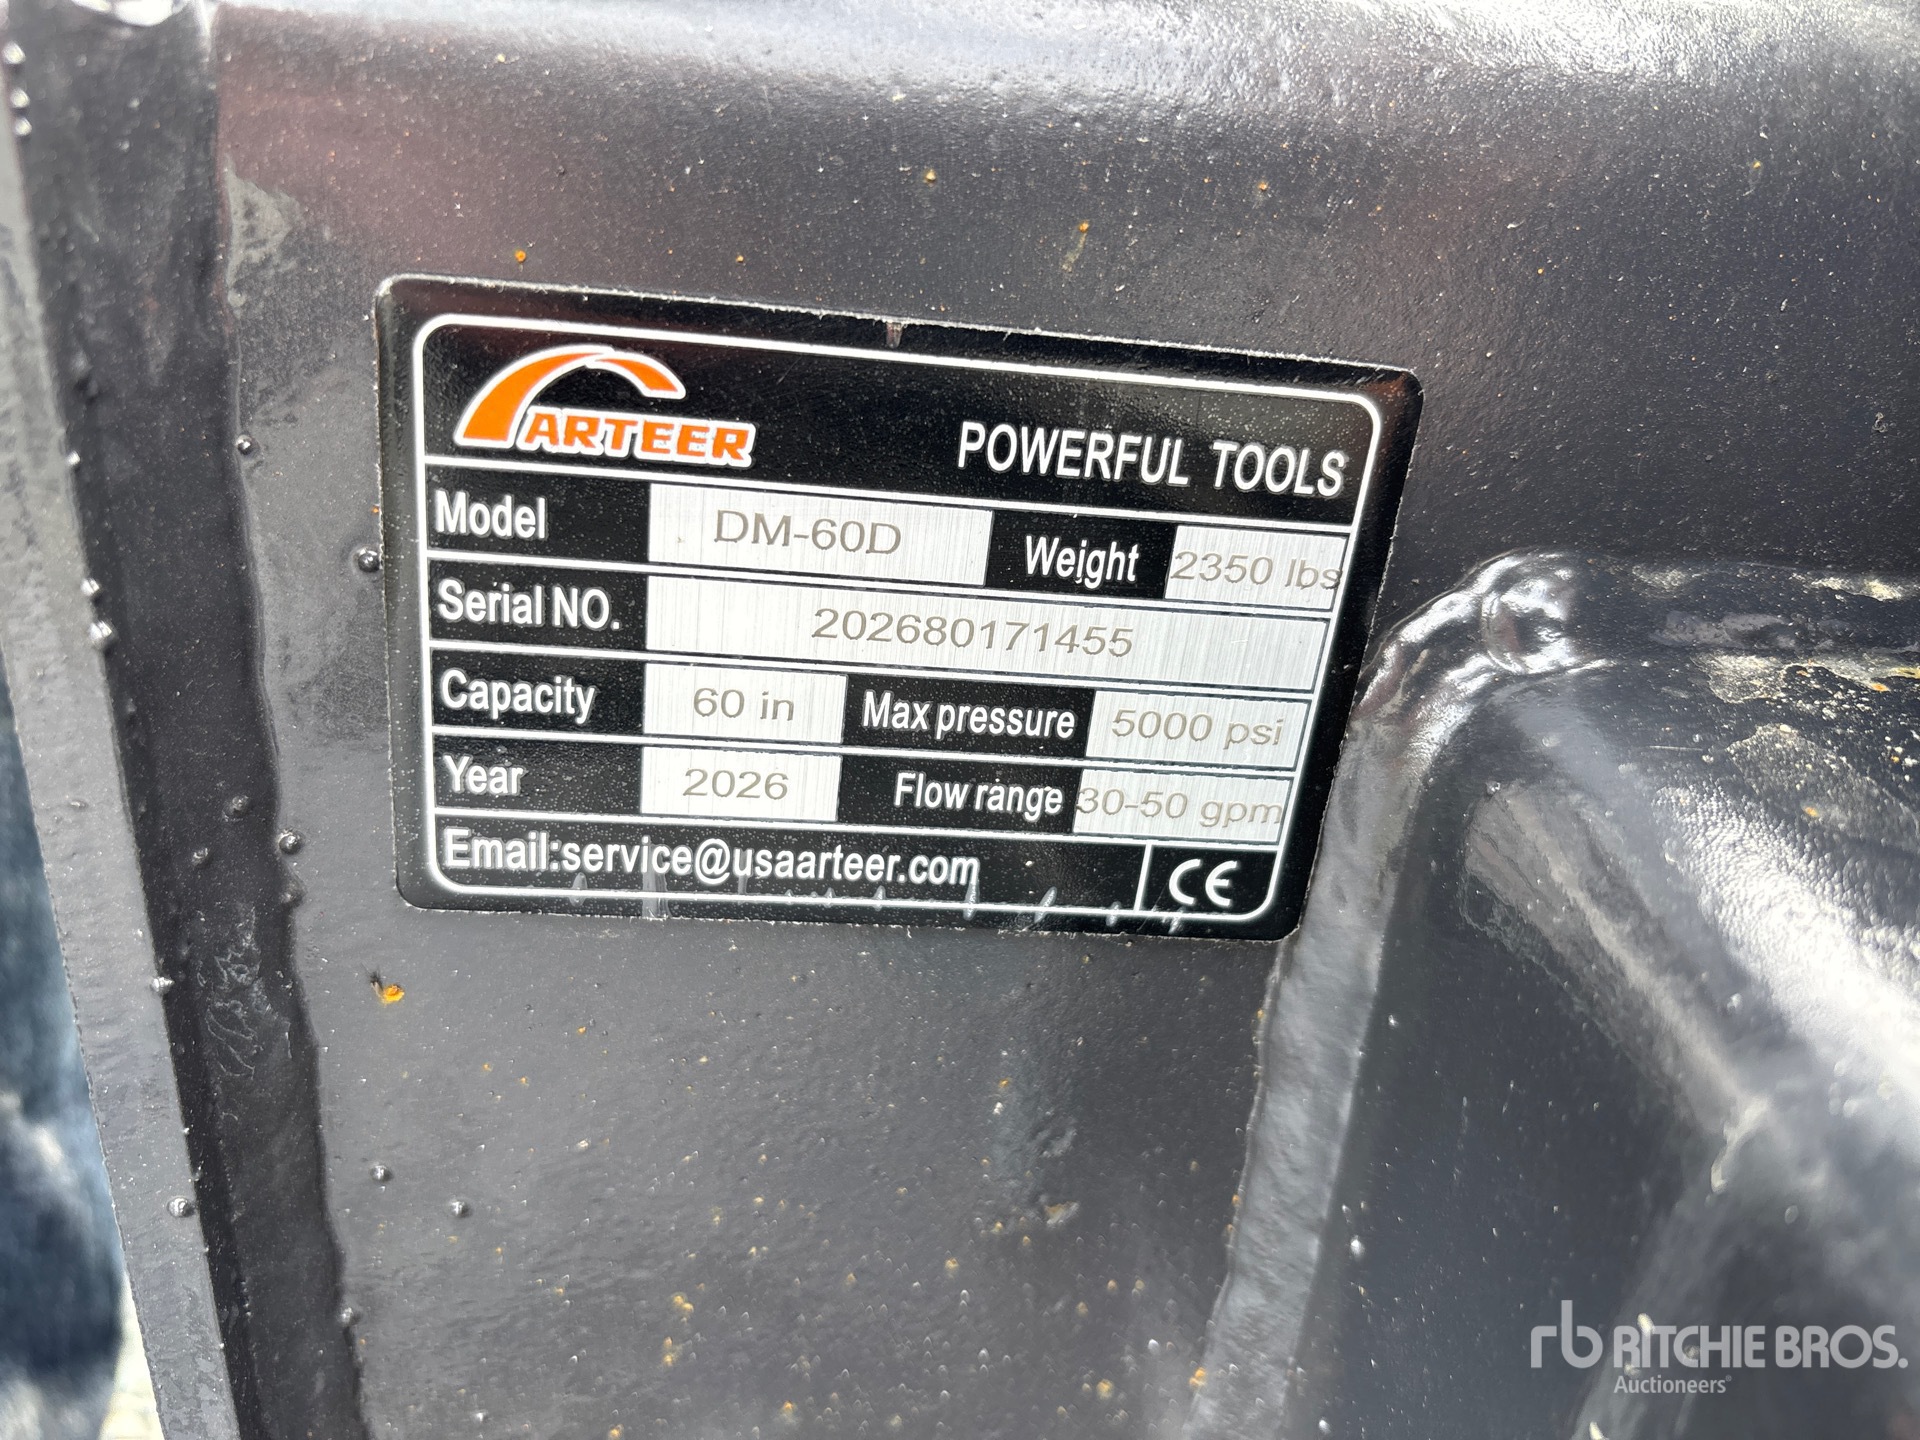 ARTEER POWERFUL TOOLS
Model DM-60D Weight 2350 lbs
Serial NO. 202680171455
Capacity 60 in Max pressure 5000 psi
Year 2026 Flow range 30-50 gpm
Email:service@usaarteer.com CE
rb RITCHIE BROS.
Auctioneers